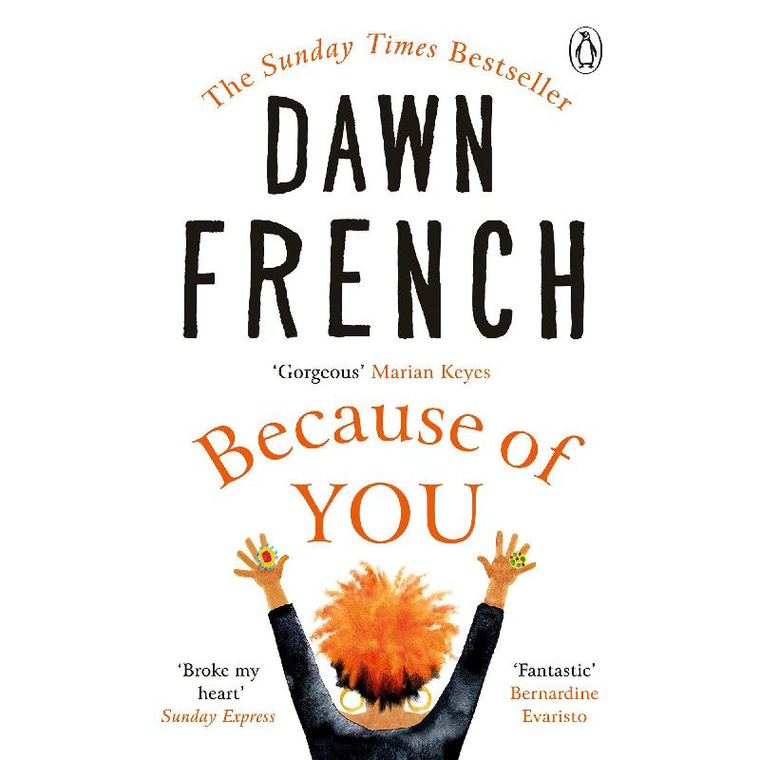 The Sunday Times Bestseller
DAWN
FRENCH
‘Gorgeous’ Marian Keyes
Because of
YOU
‘Broke my
heart’
Sunday Express
‘Fantastic’
Bernardine
Evaristo